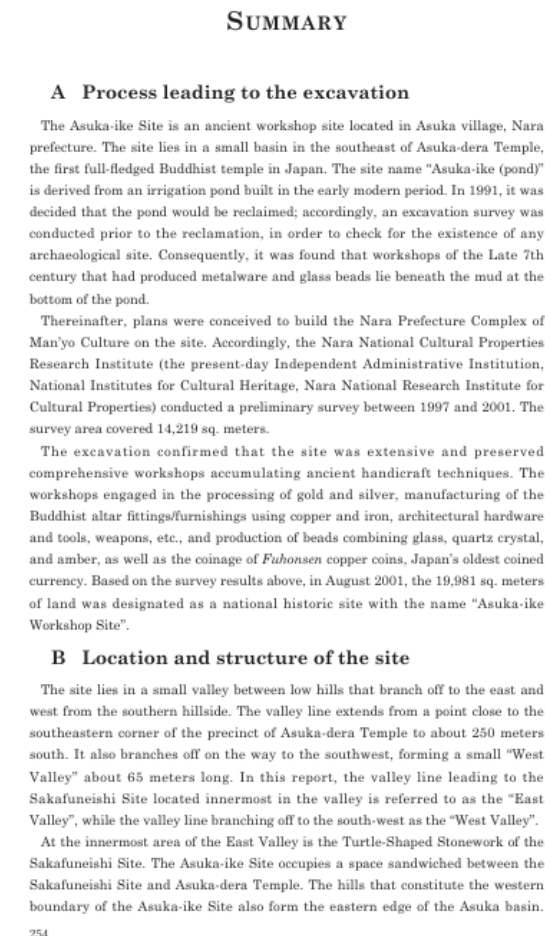 SUMMARY
A Process leading to the excavation
The Asuka-ike Site is an ancient workshop site located in Asuka village, Nara
prefecture. The site lies in a small basin in the southeast of Asuka-dera Temple,
the first full-fledged Buddhist temple in Japan. The site name “Asuka-ike (pond)”
is derived from an irrigation pond built in the early modern period. In 1991, it was
decided that the pond would be reclaimed; accordingly, an excavation survey was
conducted prior to the reclamation, in order to check for the existence of any
archaeological site. Consequently, it was found that workshops of the Late 7th
century that had produced metalware and glass beads lie beneath the mud at the
bottom of the pond.
Thereinafter, plans were conceived to build the Nara Prefecture Complex of
Man’yo Culture on the site. Accordingly, the Nara National Cultural Properties
Research Institute (the present-day Independent Administrative Institution,
National Institutes for Cultural Heritage, Nara National Research Institute for
Cultural Properties) conducted a preliminary survey between 1997 and 2001. The
survey area covered 14,219 sq. meters.
The excavation confirmed that the site was extensive and preserved
comprehensive workshops accumulating ancient handicraft techniques. The
workshops engaged in the processing of gold and silver, manufacturing of the
Buddhist altar fittings/furnishings using copper and iron, architectural hardware
and tools, weapons, etc., and production of beads combining glass, quartz crystal,
and amber, as well as the coinage of Fuhonsen copper coins, Japan’s oldest coined
currency. Based on the survey results above, in August 2001, the 19,981 sq. meters
of land was designated as a national historic site with the name “Asuka-ike
Workshop Site”.
B Location and structure of the site
The site lies in a small valley between low hills that branch off to the east and
west from the southern hillside. The valley line extends from a point close to the
southeastern corner of the precinct of Asuka-dera Temple to about 250 meters
south. It also branches off on the way to the southwest, forming a small “West
Valley” about 65 meters long. In this report, the valley line leading to the
Sakafuneishi Site located innermost in the valley is referred to as the “East
Valley”, while the valley line branching off to the south-west as the “West Valley”.
At the innermost area of the East Valley is the Turtle-Shaped Stonework of the
Sakafuneishi Site. The Asuka-ike Site occupies a space sandwiched between the
Sakafuneishi Site and Asuka-dera Temple. The hills that constitute the western
boundary of the Asuka-ike Site also form the eastern edge of the Asuka basin.
254